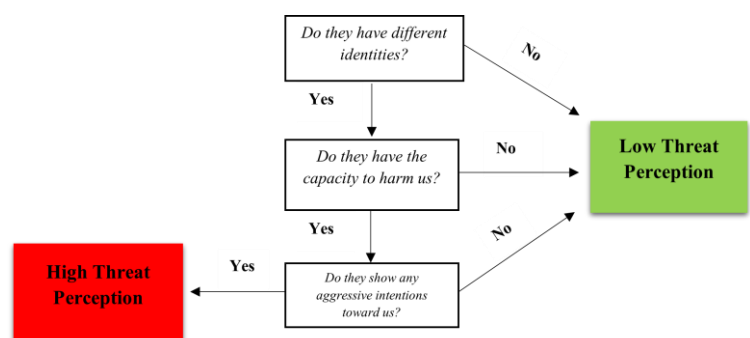 Do they have different
identities?
No
Yes
Do they have the
capacity to harm us?
No
Low Threat
Perception
Yes
No
High Threat
Perception
Yes
Do they show any
aggressive intentions
toward us?